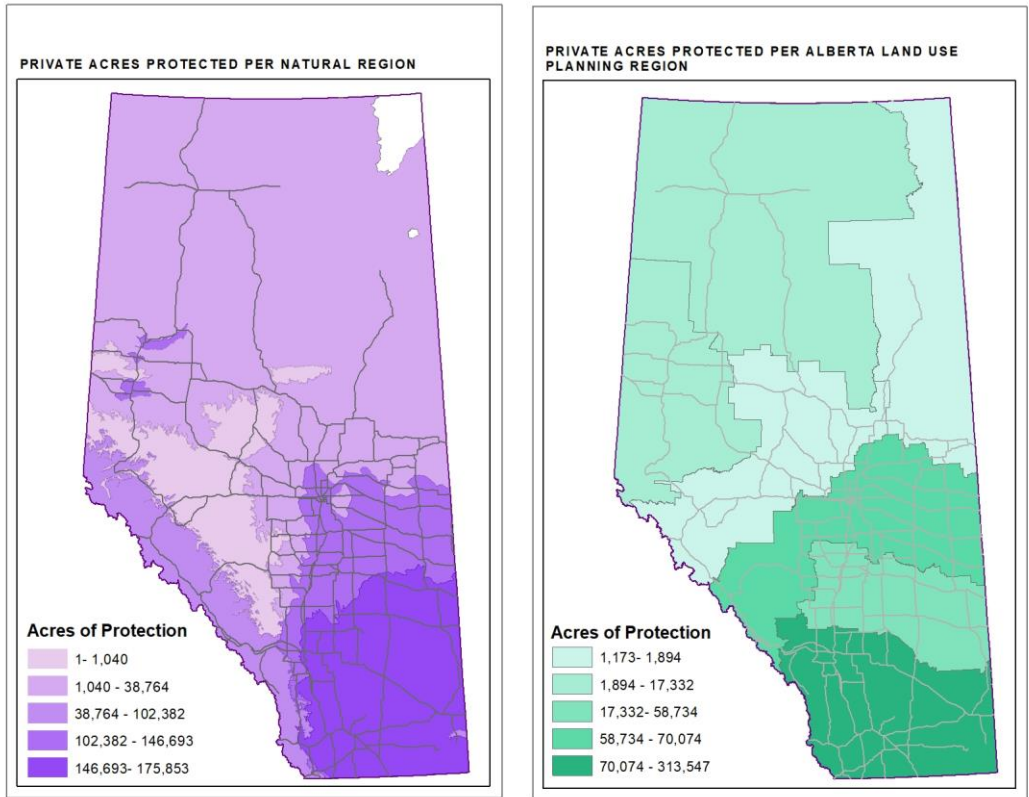 PRIVATE ACRES PROTECTED PER NATURAL REGION
Acres of Protection
1- 1,040
1,040 - 38,764
38,764 - 102,382
102,382 - 146,693
146,693- 175,853
PRIVATE ACRES PROTECTED PER ALBERTA LAND USE
PLANNING REGION
Acres of Protection
1,173- 1,894
1,894 - 17,332
17,332- 58,734
58,734 - 70,074
70,074 - 313,547